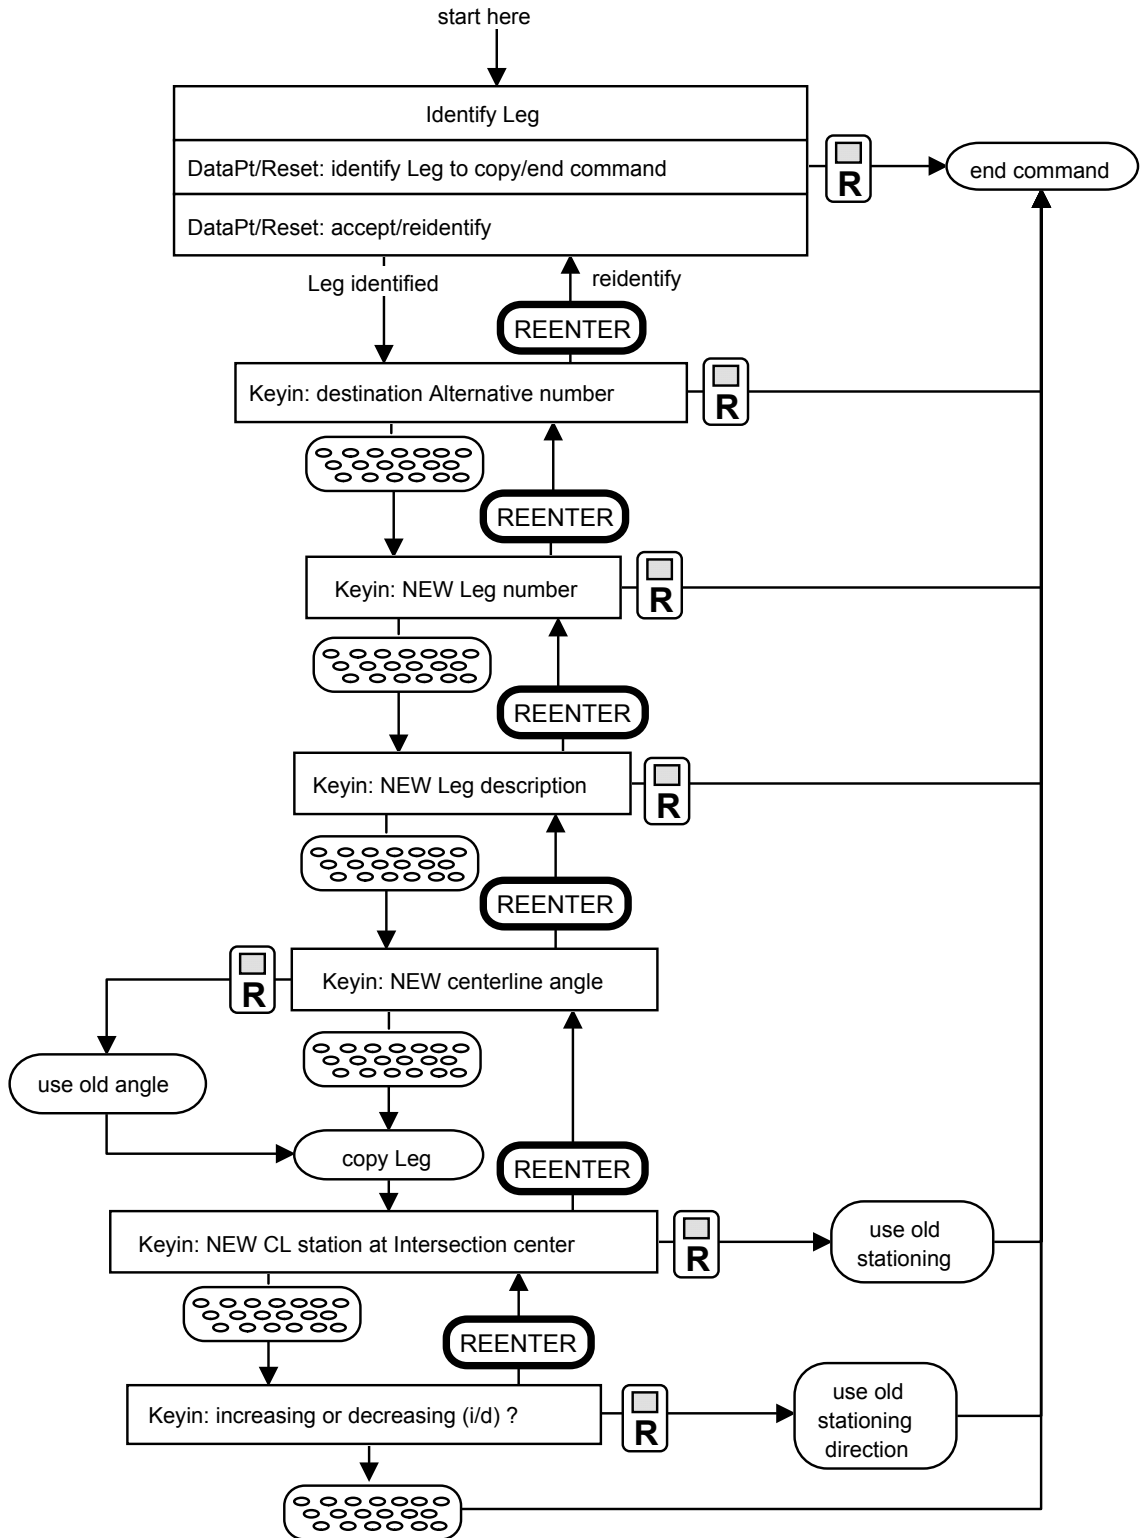 start here
Identify Leg
DataPt/Reset: identify Leg to copy/end command
R
end command
DataPt/Reset: accept/reidentify
Leg identified
reidentify
REENTER
Keyin: destination Alternative number
R
REENTER
Keyin: NEW Leg number
R
REENTER
Keyin: NEW Leg description
R
REENTER
R
Keyin: NEW centerline angle
use old angle
copy Leg
REENTER
Keyin: NEW CL station at Intersection center
R
use old
stationing
REENTER
Keyin: increasing or decreasing (i/d) ?
R
use old
stationing
direction